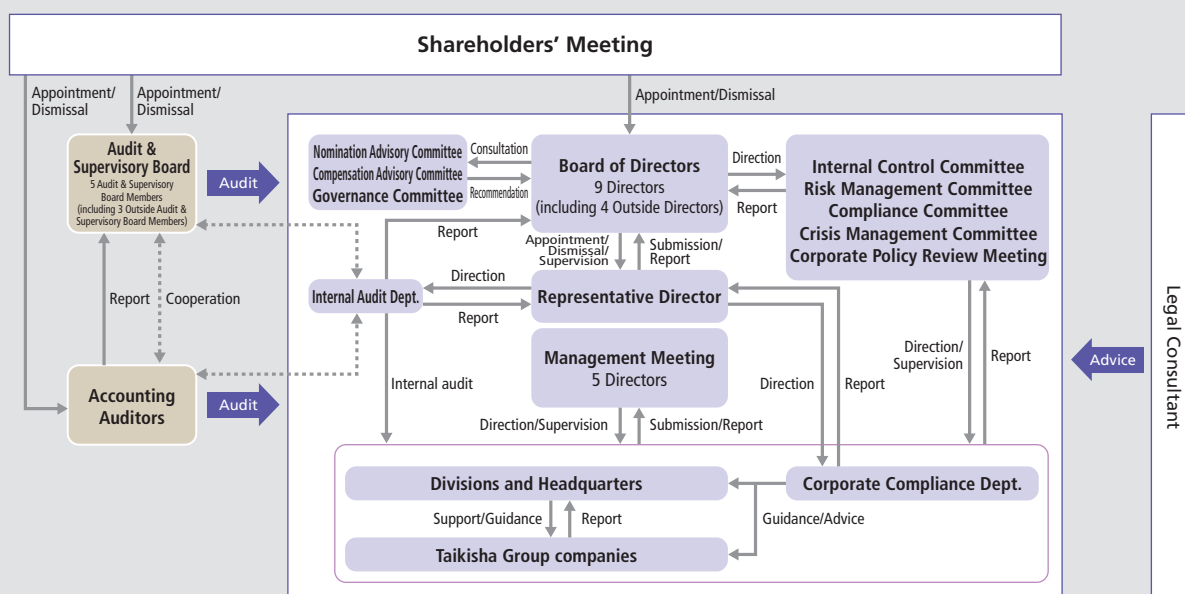 Shareholders' Meeting
Appointment/
Dismissal
Appointment/
Dismissal
Appointment/Dismissal
Audit &
Supervisory Board
5 Audit & Supervisory
Board Members
(including 3 Outside Audit &
Supervisory Board Members)
Audit
Nomination Advisory Committee
Compensation Advisory Committee
Governance Committee
Consultation
Recommendation
Board of Directors
9 Directors
(including 4 Outside Directors)
Direction
Report
Internal Control Committee
Risk Management Committee
Compliance Committee
Crisis Management Committee
Corporate Policy Review Meeting
Report
Appointment/
Dismissal/
Supervision
Submission/
Report
Report
Cooperation
Internal Audit Dept.
Direction
Report
Representative Director
Management Meeting
5 Directors
Direction
Report
Direction/
Supervision
Report
Advice
Legal Consultant
Accounting
Auditors
Audit
Internal audit
Direction/Supervision
Submission/Report
Divisions and Headquarters
Corporate Compliance Dept.
Support/Guidance
Report
Guidance/Advice
Taikisha Group companies